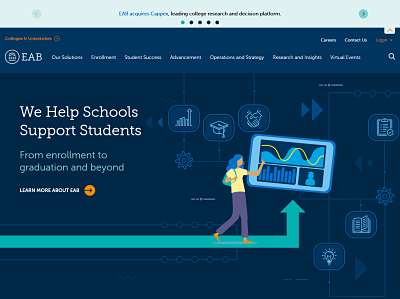 EAB acquires Cappex, leading college research and decision platform.
Colleges & Universities
Careers
Contact Us
Login
EAB
Our Solutions
Enrollment
Student Success
Advancement
Operations and Strategy
Research and Insights
Virtual Events
We Help Schools
Support Students
From enrollment to
graduation and beyond
LEARN MORE ABOUT EAB